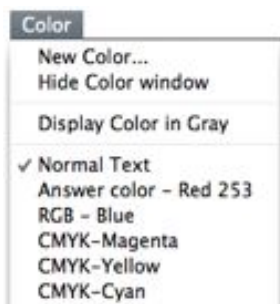 Color
New Color...
Hide Color window
Display Color in Gray
✓ Normal Text
Answer color – Red 253
RGB – Blue
CMYK–Magenta
CMYK–Yellow
CMYK–Cyan